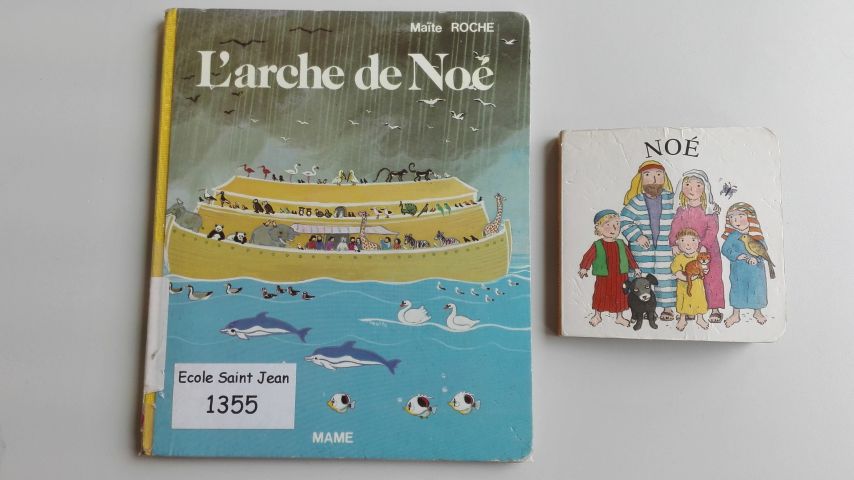 Maïte ROCHE
L'arche de Noé
Ecole Saint Jean
1355
MAME
NOÉ